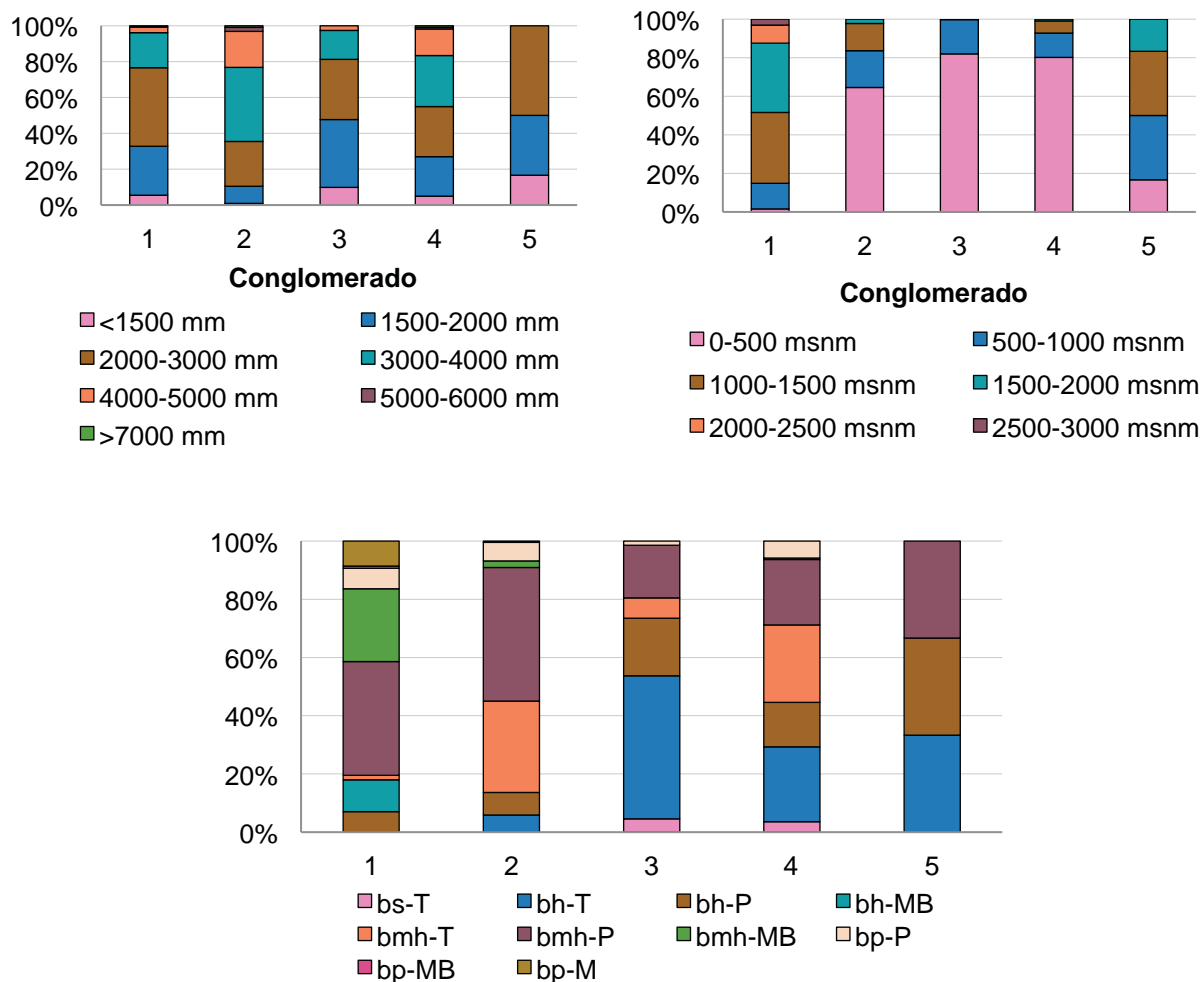 100%
80%
60%
40%
20%
0%
1 2 3 4 5
Conglomerado
<1500 mm 1500-2000 mm
2000-3000 mm 3000-4000 mm
4000-5000 mm 5000-6000 mm
>7000 mm
100%
80%
60%
40%
20%
0%
1 2 3 4 5
Conglomerado
0-500 msnm 500-1000 msnm
1000-1500 msnm 1500-2000 msnm
2000-2500 msnm 2500-3000 msnm
100%
80%
60%
40%
20%
0%
1 2 3 4 5
bs-T bh-T bh-P bh-MB
bmh-T bmh-P bmh-MB bp-P
bp-MB bp-M